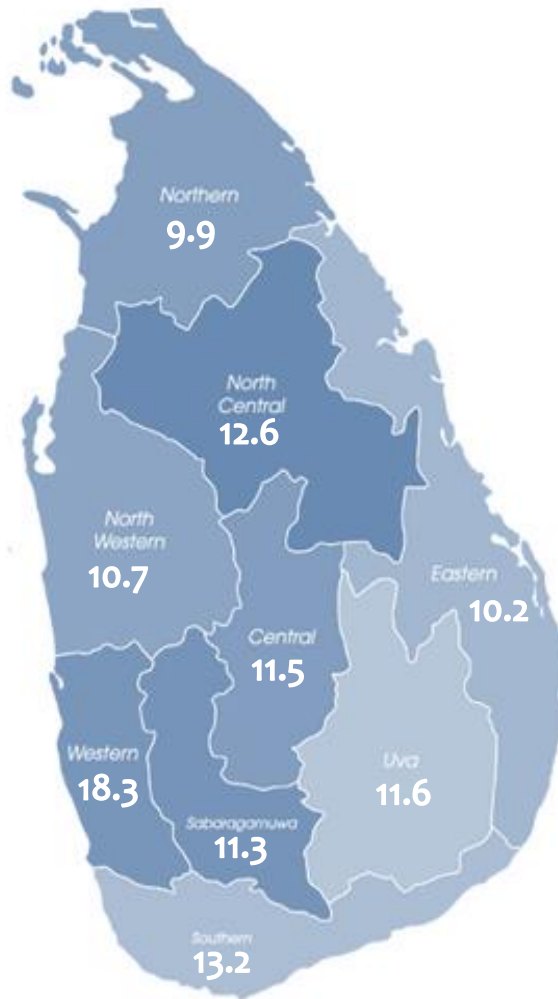 Northern
9.9
North
Central
12.6
North
Western
10.7
Eastern
10.2
Central
11.5
Western
18.3
Uva
11.6
Sabaragamuwa
11.3
Southern
13.2